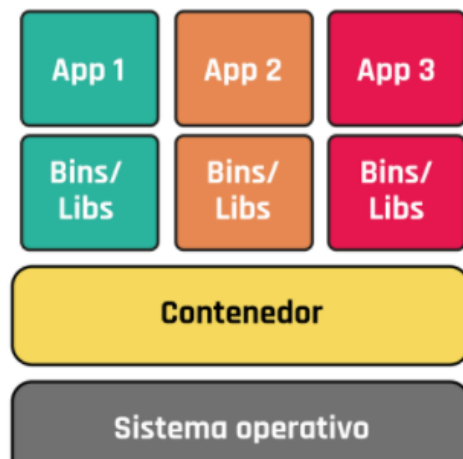 App 1 App 2 App 3
Bins/ Bins/ Bins/
Libs Libs Libs
Contenedor
Sistema operativo